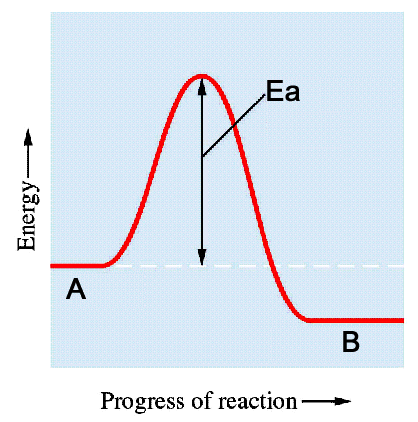 Ea
Energy
A
B
Progress of reaction